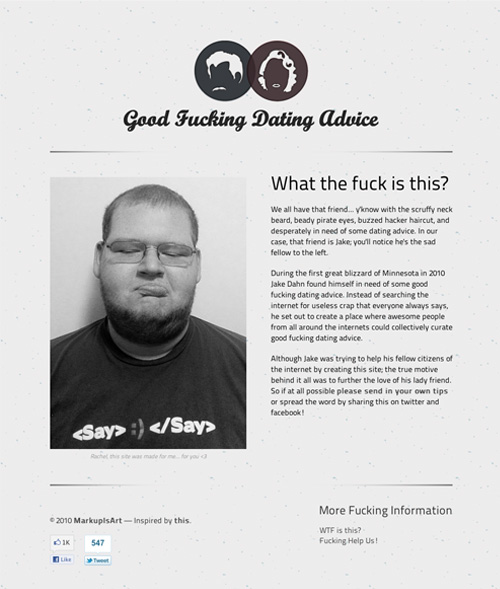 Good Fucking Dating Advice
What the fuck is this?
We all have that friend... y'know with the scruffy neck
beard, beady pirate eyes, buzzed hacker haircut, and
desperately in need of some dating advice. In our
case, that friend is Jake; you'll notice he's the sad
fellow to the left.
During the first great blizzard of Minnesota in 2010
Jake Dahn found himself in need of some good
fucking dating advice. Instead of searching the
internet for useless crap that everyone always says,
he set out to create a place where awesome people
from all around the internets could collectively curate
good fucking dating advice.
Although Jake was trying to help his fellow citizens of
the internet by creating this site; the true motive
behind it all was to further the love of his lady friend.
So if at all possible please send in your own tips
or spread the word by sharing this on twitter and
facebook!
<Say> :) </Say>
Rachel, this site was made for me... for you <3
© 2010 MarkupIsArt — Inspired by this.
1K
547
Like
Tweet
More Fucking Information
WTF is this?
Fucking Help Us!